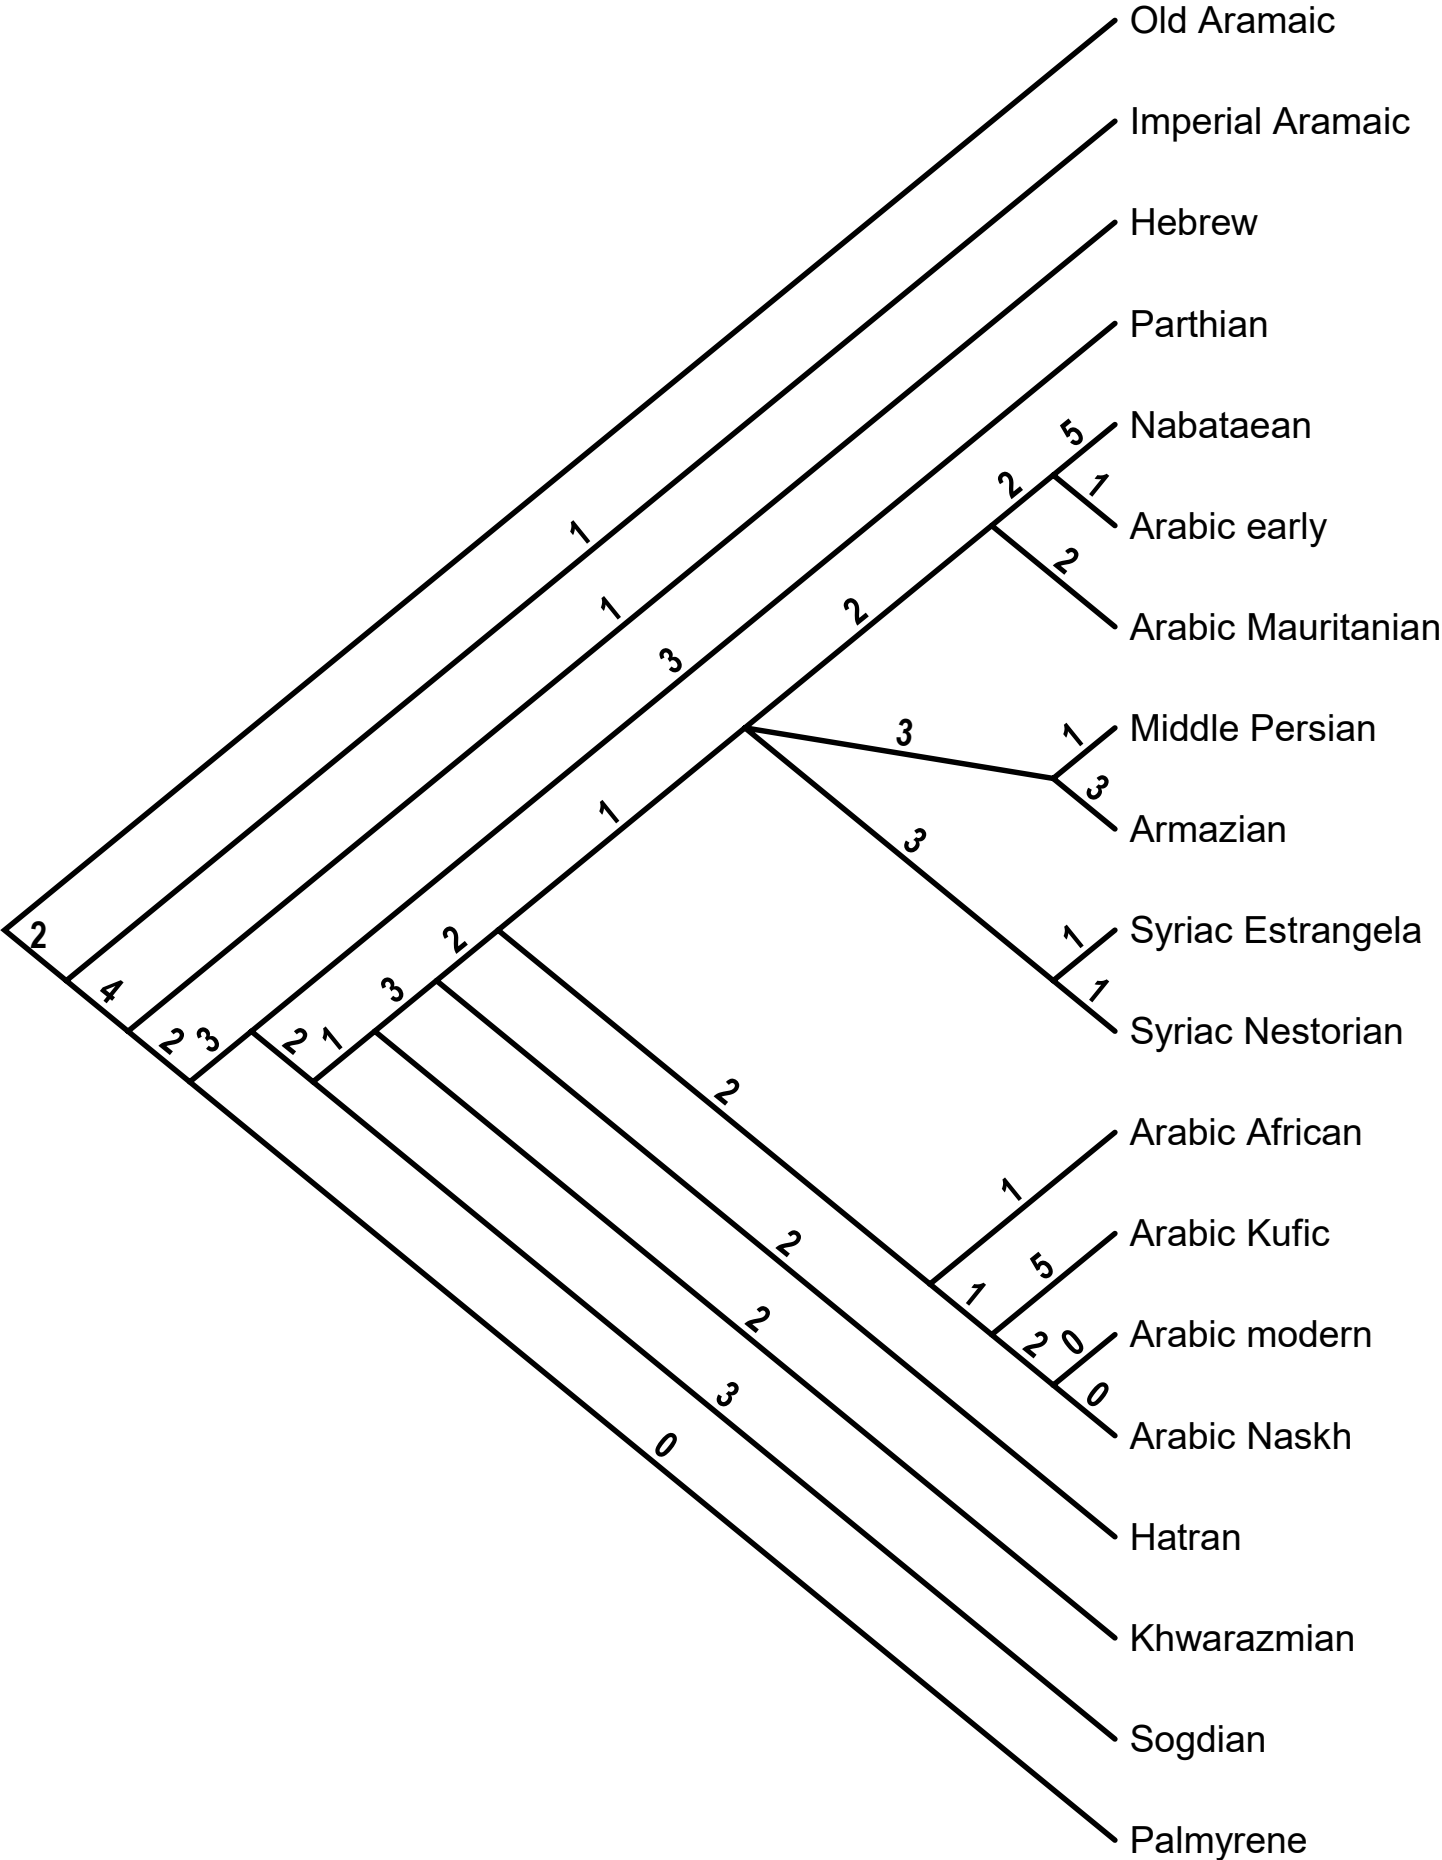 Old Aramaic
Imperial Aramaic
Hebrew
Parthian
5
Nabataean
2
1
1
Arabic early
2
1
2
Arabic Mauritanian
3
3
1
Middle Persian
3
Armazian
1
3
2
2
1
Syriac Estrangela
4
3
1
Syriac Nestorian
2
3
2
1
2
Arabic African
1
2
5
Arabic Kufic
1
2
2
0
Arabic modern
3
0
Arabic Naskh
0
Hatran
Khwarazmian
Sogdian
Palmyrene